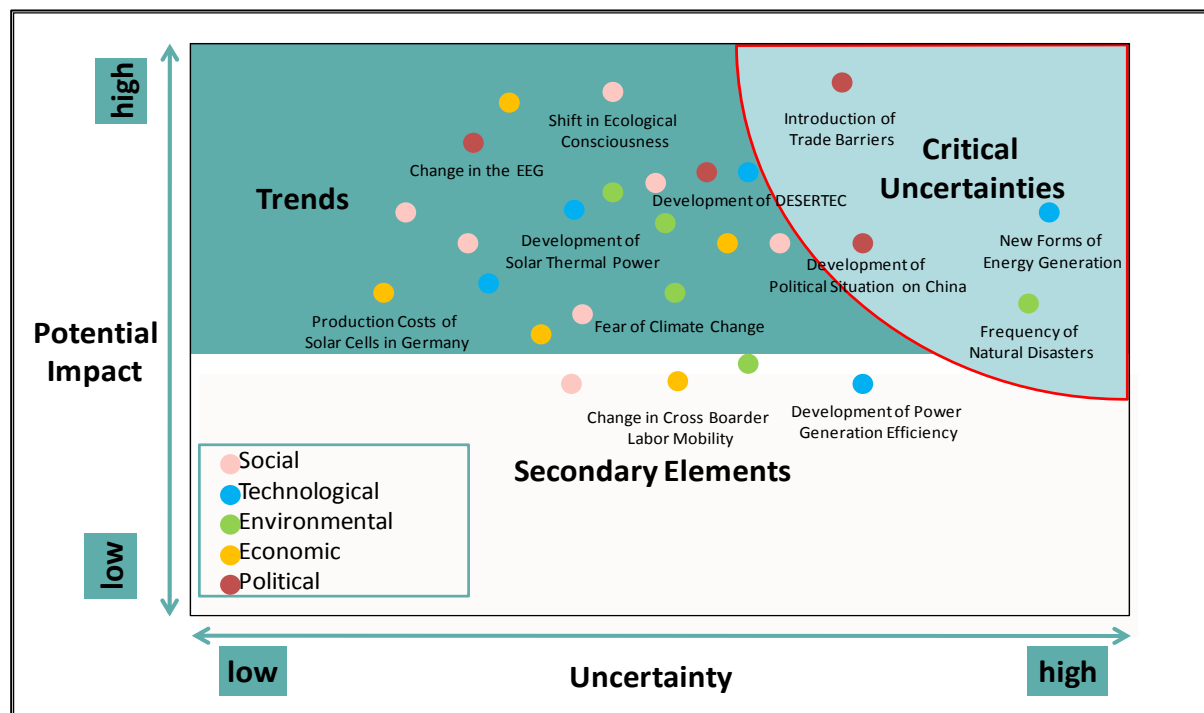 high
Shift in Ecological
Consciousness
Introduction of
Trade Barriers
Critical
Uncertainties
Change in the EEG
Trends
Development of DESERTEC
Development of
Solar Thermal Power
New Forms of
Energy Generation
Development of
Political Situation on China
Production Costs of
Solar Cells in Germany
Fear of Climate Change
Frequency of
Natural Disasters
Potential
Impact
Change in Cross Boarder
Labor Mobility
Development of Power
Generation Efficiency
Secondary Elements
Social
Technological
Environmental
Economic
Political
low
low
Uncertainty
high